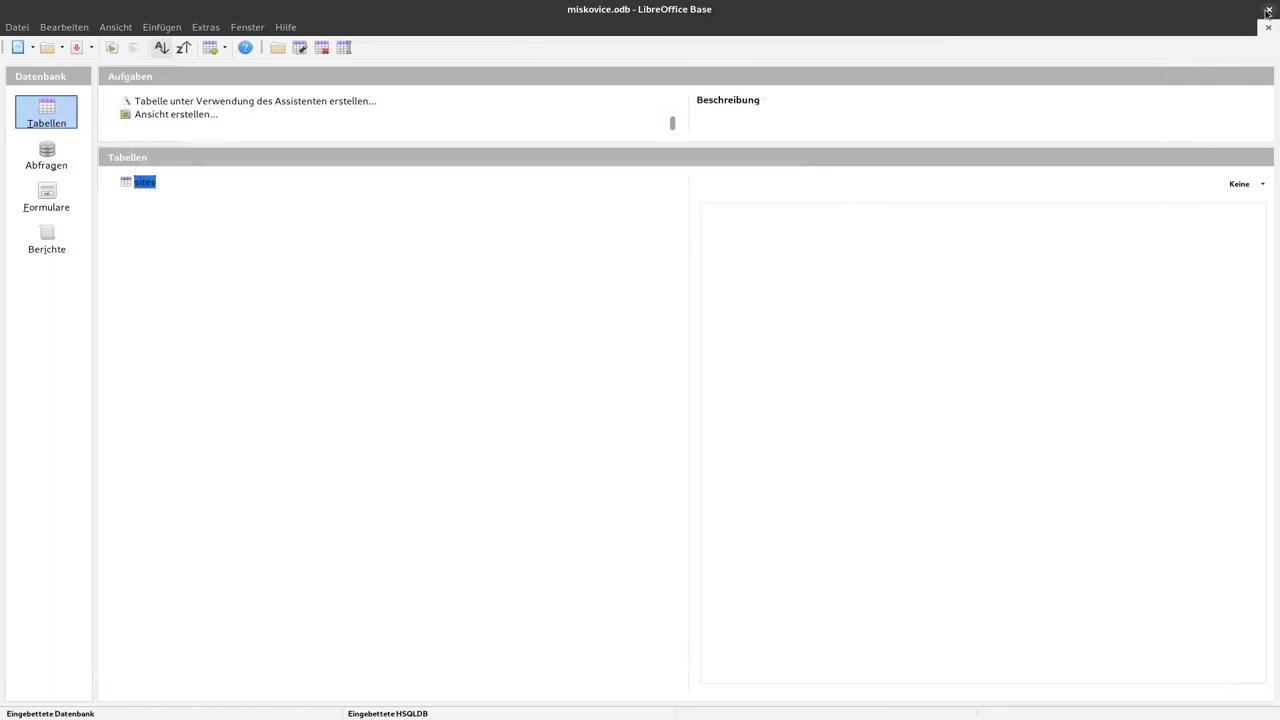 miskovice.odb - LibreOffice Base
Datei Bearbeiten Ansicht Einfügen Extras Fenster Hilfe
Datenbank
Tabellen
Abfragen
Formulare
Berichte
Aufgaben
Tabelle unter Verwendung des Assistenten erstellen...
Ansicht erstellen...
Beschreibung
Tabellen
sites
Keine
Eingebettete Datenbank
Eingebettete HSQLDB